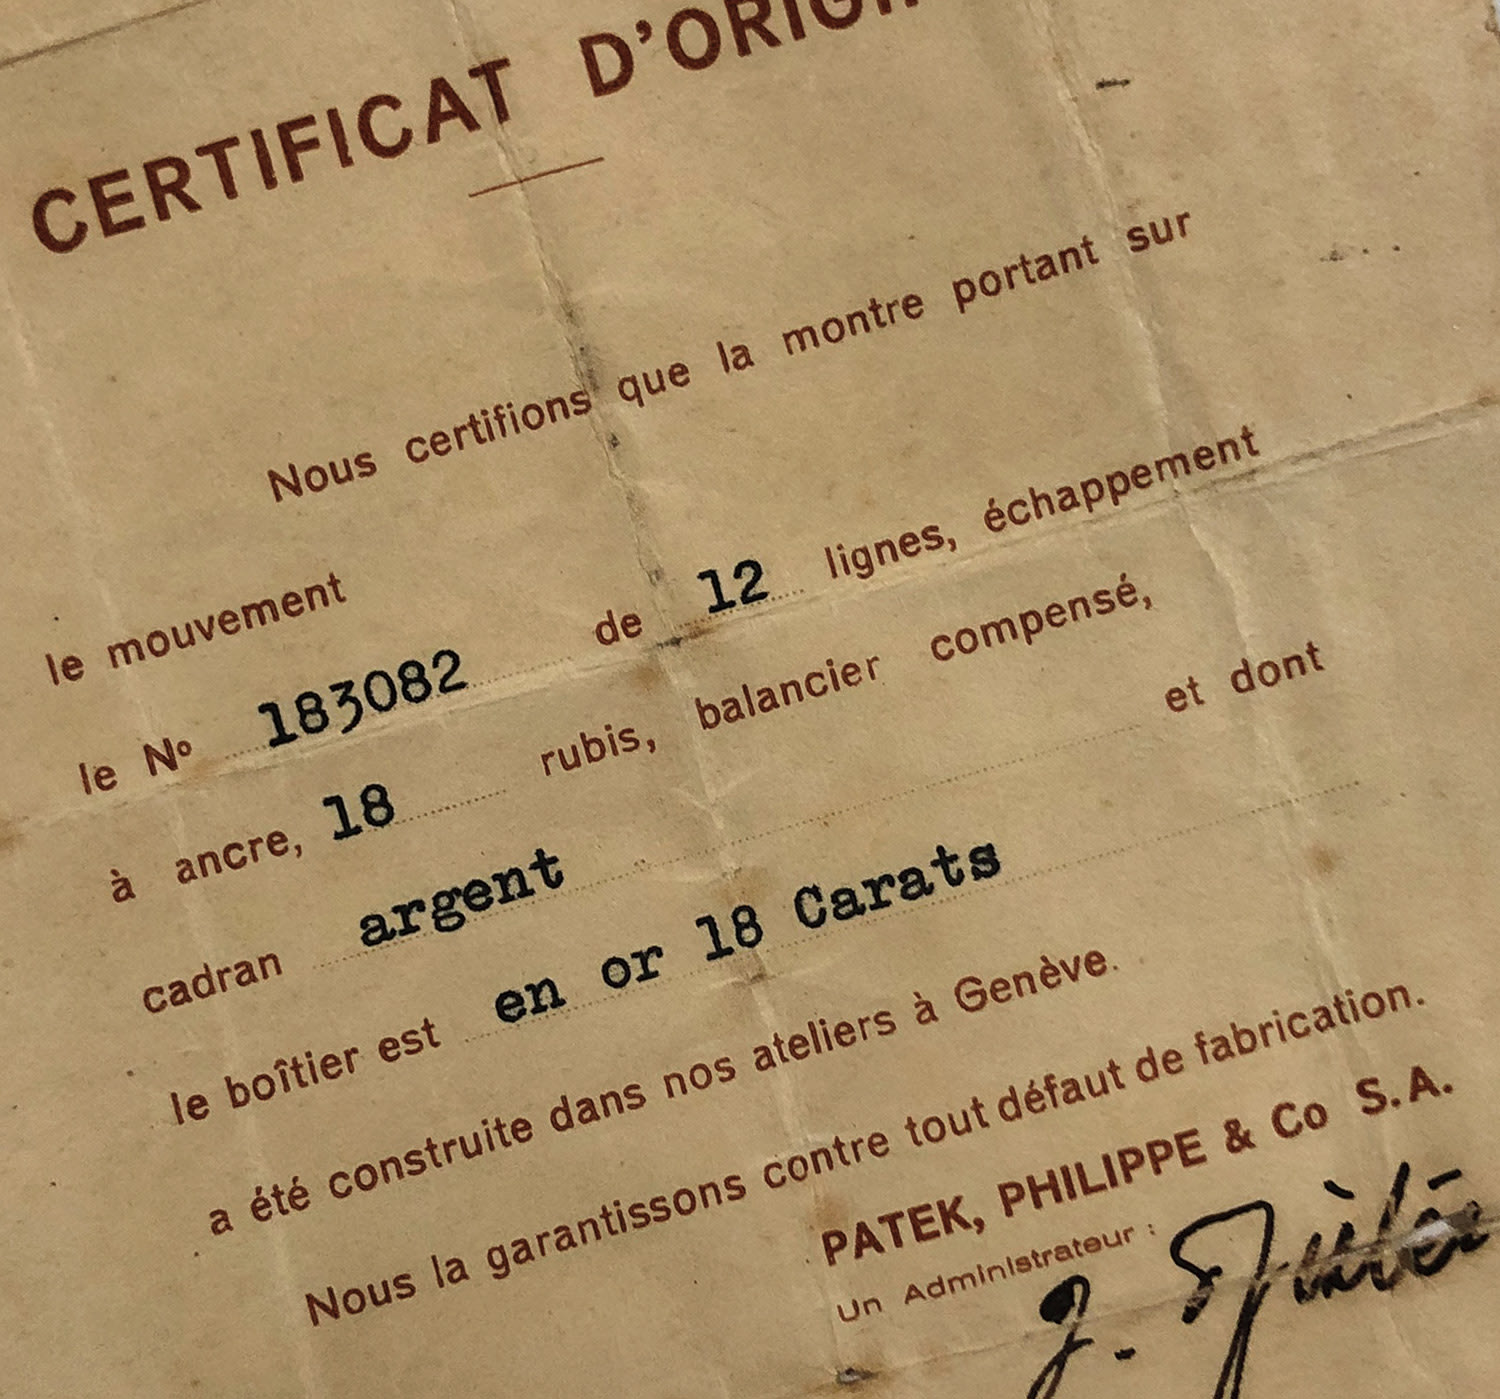 CERTIFICAT D'ORIGI
Nous certifions que la montre portant sur
le mouvement
le No 183082 de 12 lignes, échappement
à ancre, 18 rubis, balancier compensé,
cadran argent et dont
le boîtier est en or 18 Carats
a été construite dans nos ateliers à Genève.
Nous la garantissons contre tout défaut de fabrication.
PATEK, PHILIPPE & Co S.A.
Un Administrateur :